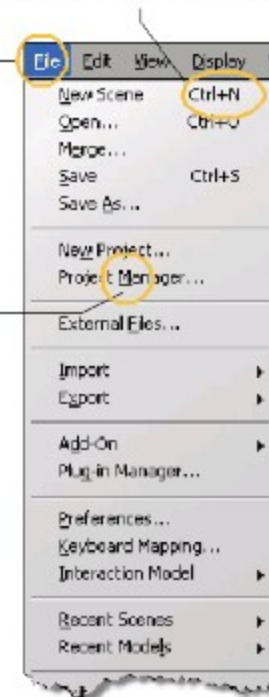 File Edit View Display
New Scene Ctrl+N
Open... Ctrl+O
Merge...
Save Ctrl+S
Save As...
New Project...
Project Manager...
External Files...
Import
Export
Add-On
Plug-in Manager...
Preferences...
Keyboard Mapping...
Interaction Model
Recent Scenes
Recent Models